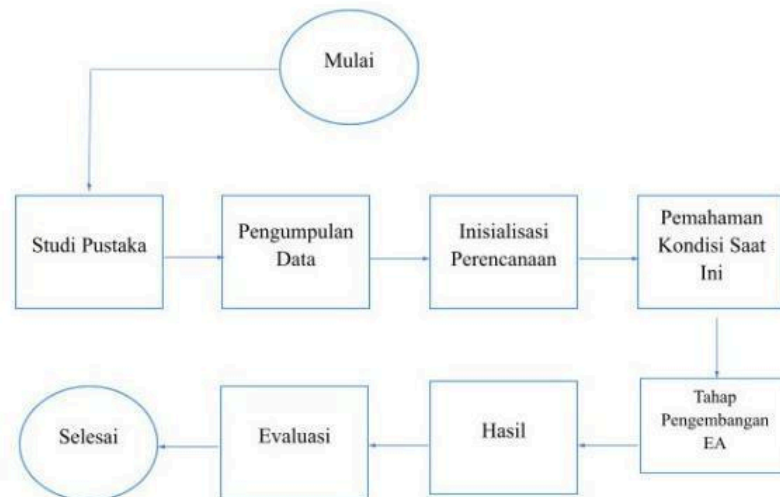 Mulai
Studi Pustaka
Pengumpulan
Data
Inisialisasi
Perencanaan
Pemahaman
Kondisi Saat
Ini
Tahap
Pengembangan
EA
Hasil
Evaluasi
Selesai